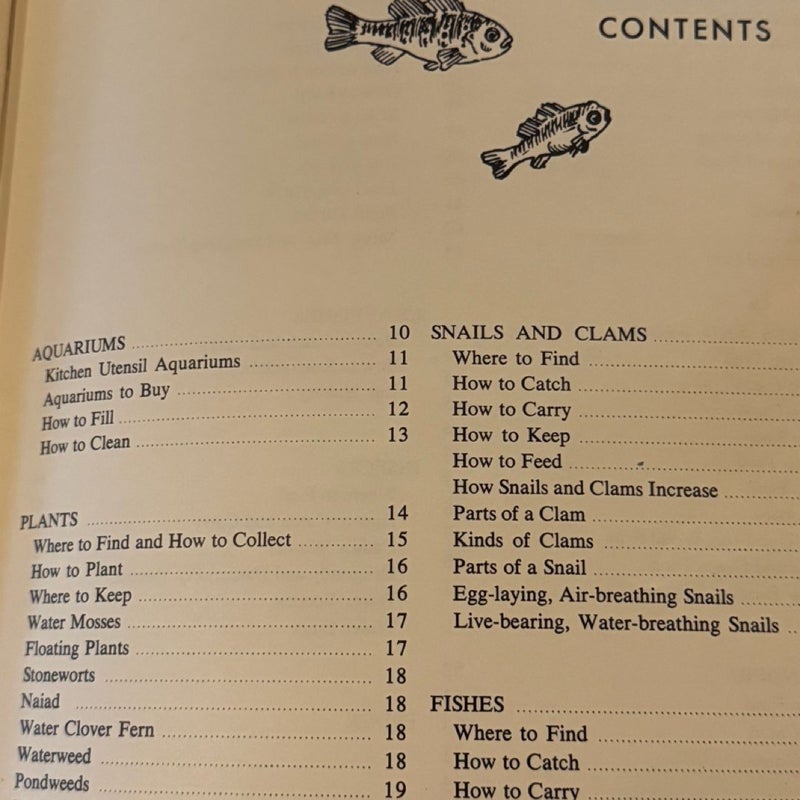 CONTENTS
AQUARIUMS ........ 10
Kitchen Utensil Aquariums ........ 11
Aquariums to Buy ........ 11
How to Fill ........ 12
How to Clean ........ 13
PLANTS ........ 14
Where to Find and How to Collect ........ 15
How to Plant ........ 16
Where to Keep ........ 16
Water Mosses ........ 17
Floating Plants ........ 17
Stoneworts ........ 18
Naiad ........ 18
Water Clover Fern ........ 18
Waterweed ........ 18
Pondweeds ........ 19
SNAILS AND CLAMS ........
Where to Find ........
How to Catch ........
How to Carry ........
How to Keep ........
How to Feed ........
How Snails and Clams Increase ........
Parts of a Clam ........
Kinds of Clams ........
Parts of a Snail ........
Egg-laying, Air-breathing Snails ........
Live-bearing, Water-breathing Snails ..
FISHES ........
Where to Find ........
How to Catch ........
How to Carry ........